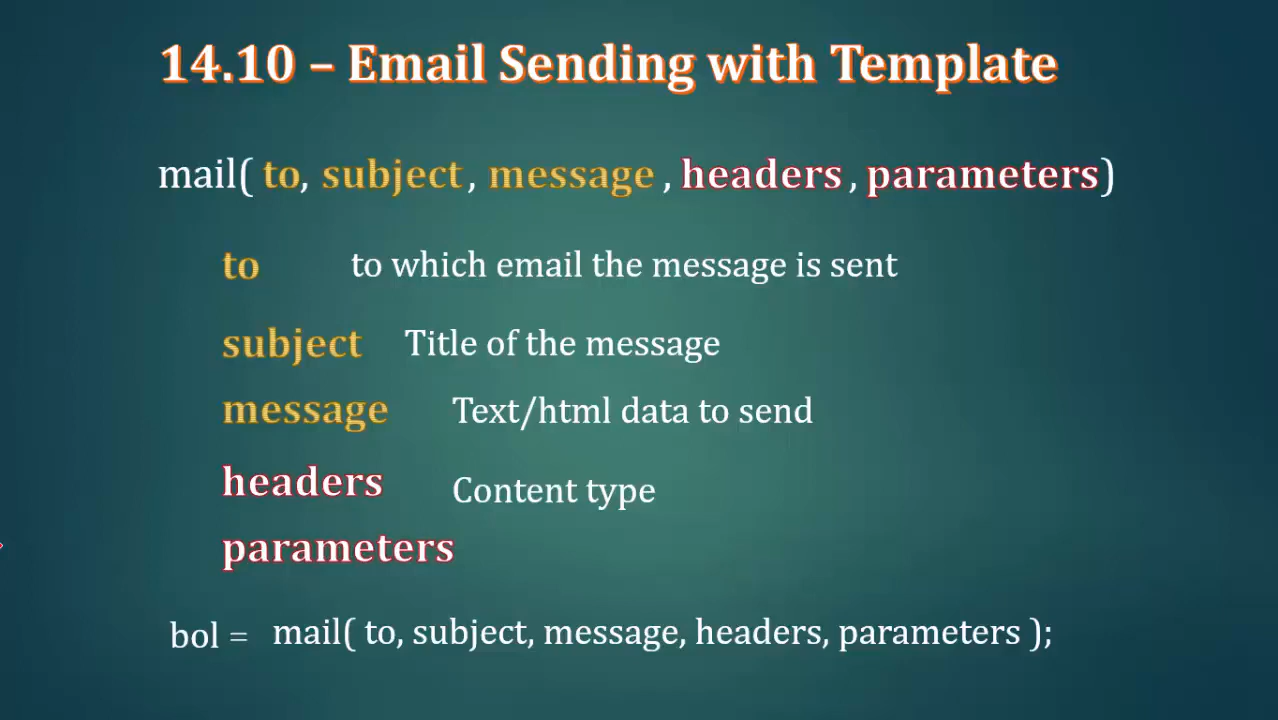 14.10 – Email Sending with Template
mail( to, subject , message , headers , parameters)
to to which email the message is sent
subject Title of the message
message Text/html data to send
headers Content type
parameters
bol = mail( to, subject, message, headers, parameters );